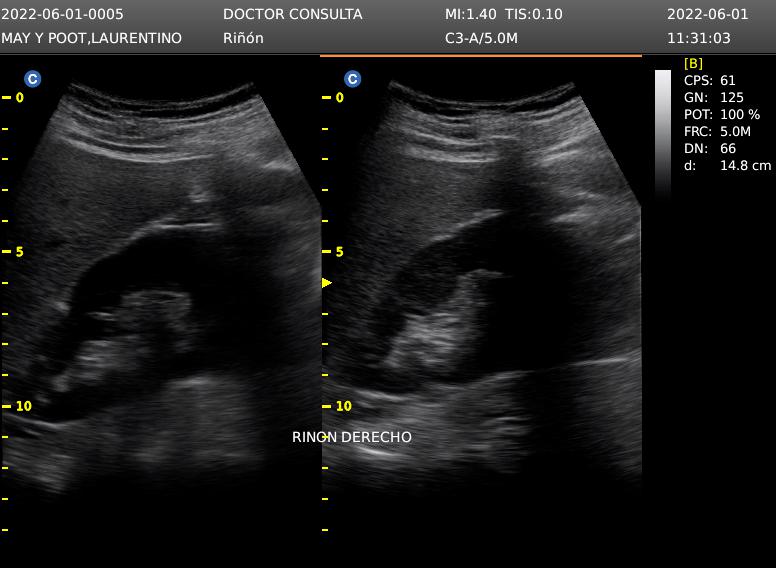 2022-06-01-0005 DOCTOR CONSULTA MI:1.40 TIS:0.10 2022-06-01
MAY Y POOT,LAURENTINO Riñón C3-A/5.0M 11:31:03
[B]
C C
CPS: 61
0 0
GN: 125
POT: 100 %
FRC: 5.0M
DN: 66
d: 14.8 cm
5 5
10 10
RINON DERECHO